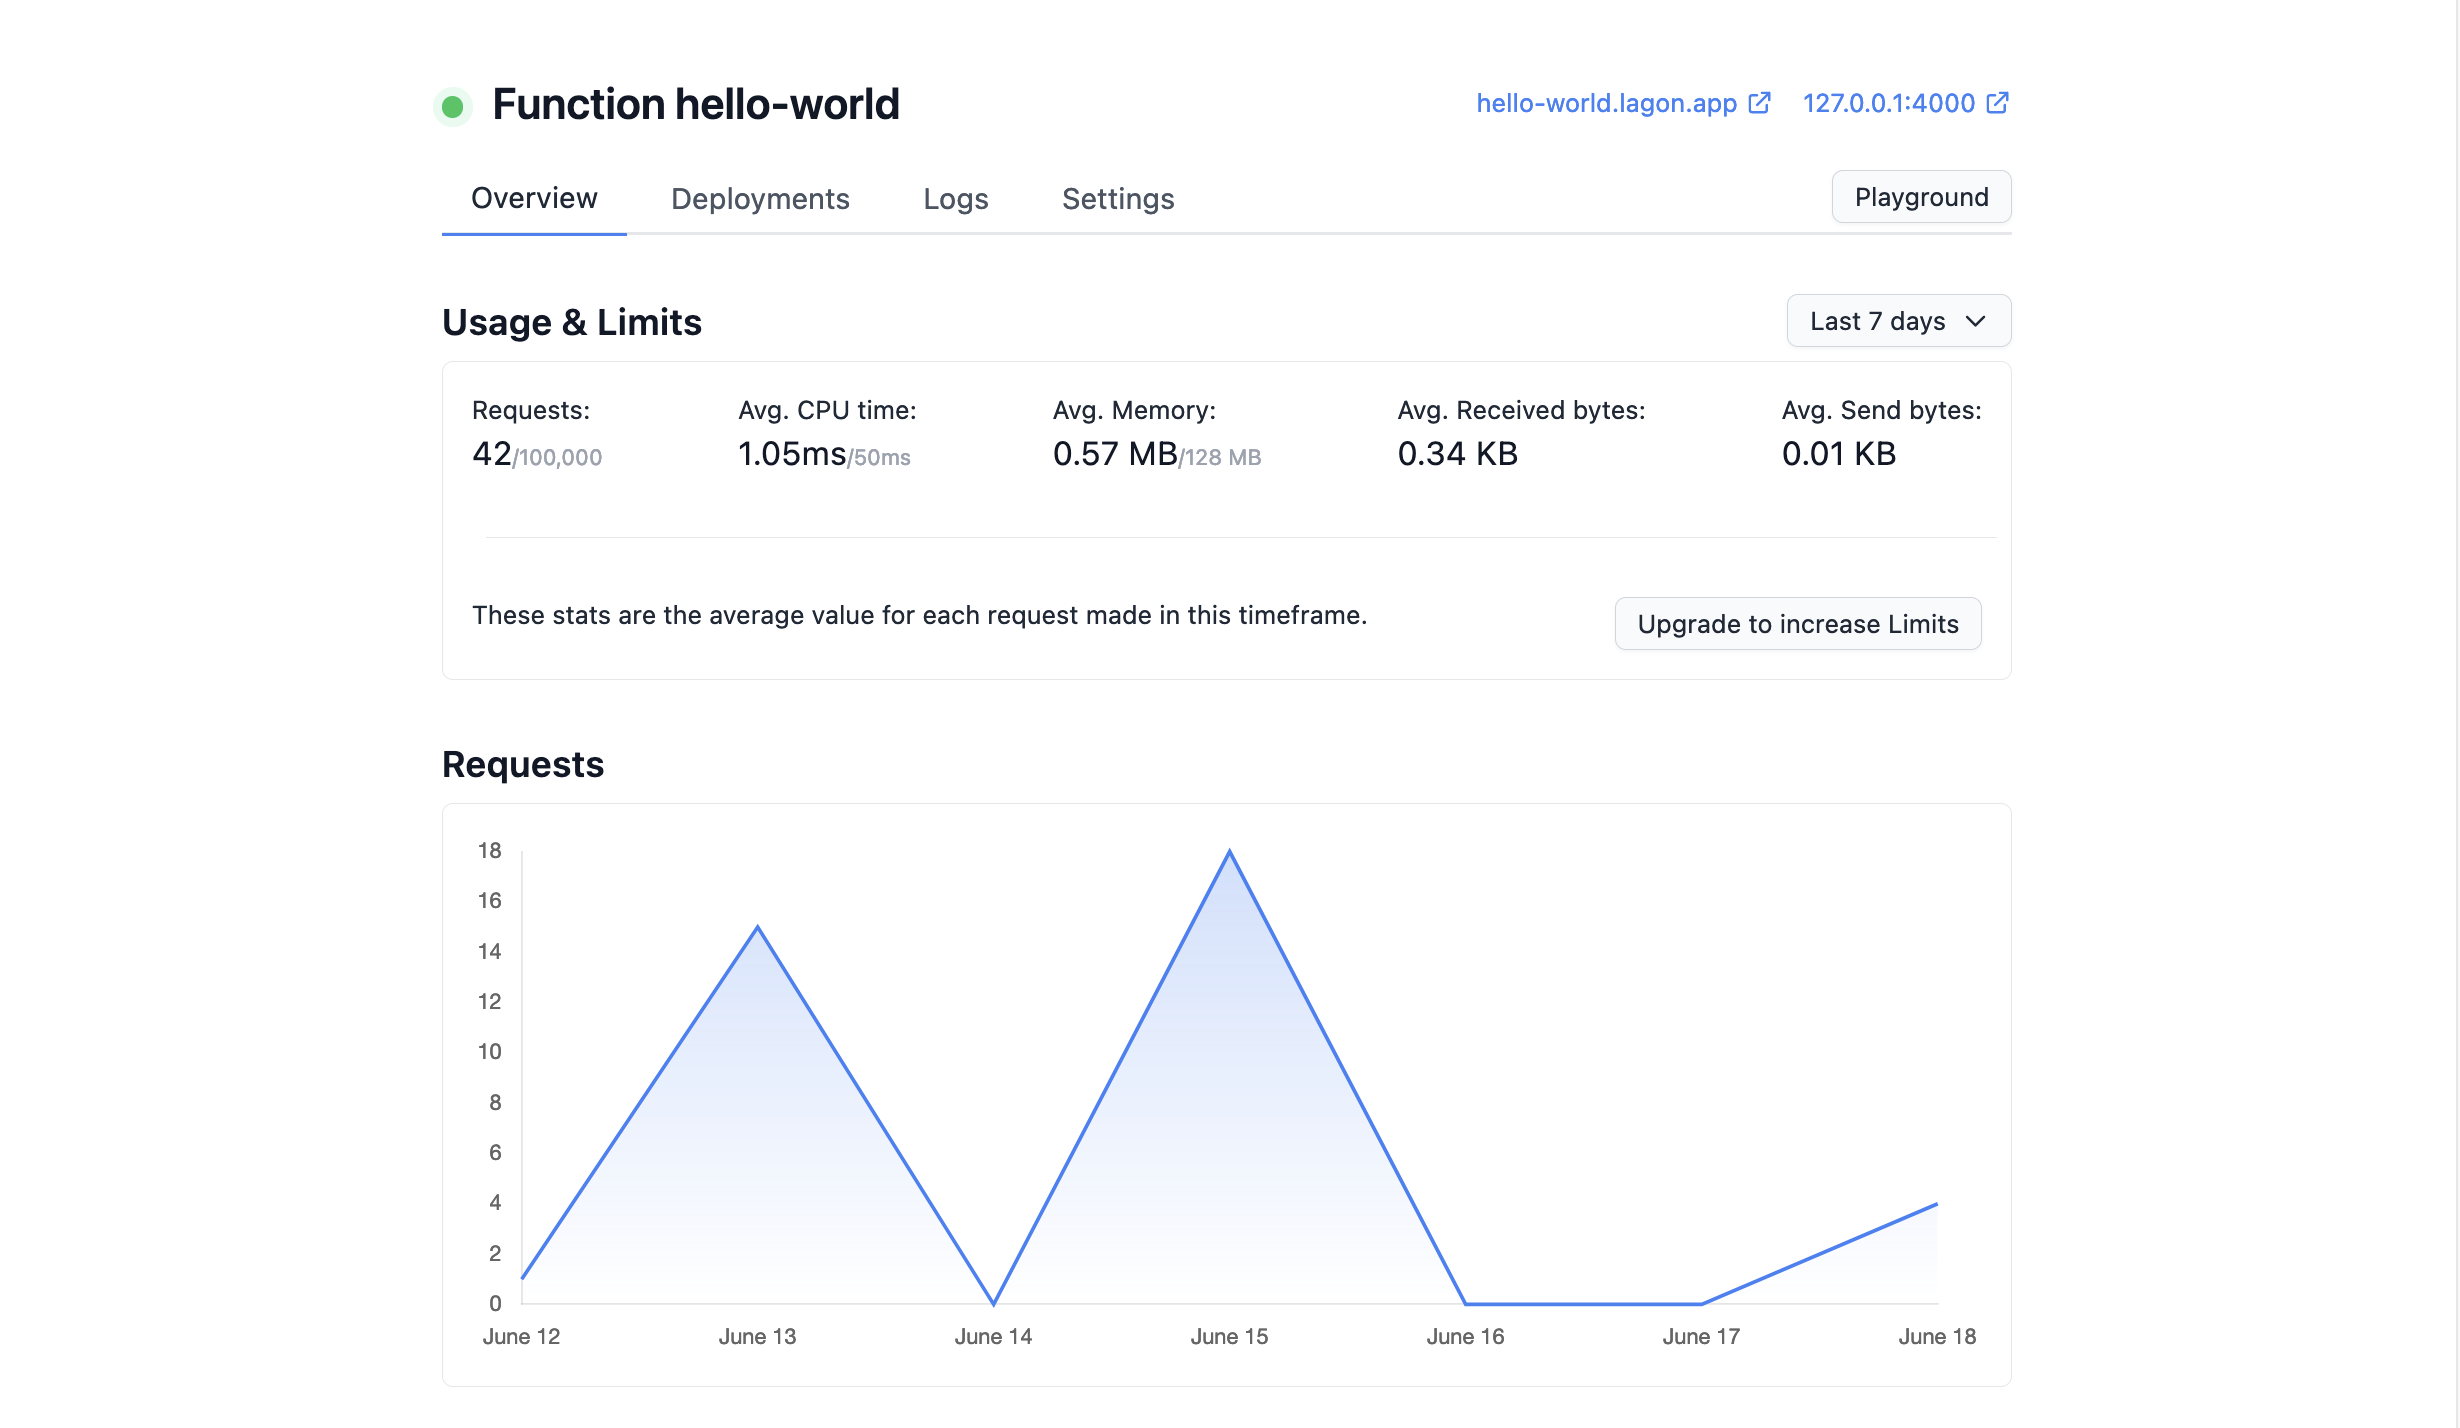 Function hello-world
hello-world.lagon.app
127.0.0.1:4000
Overview
Deployments
Logs
Settings
Playground
Usage & Limits
Last 7 days
Requests:
42/100,000
Avg. CPU time:
1.05ms/50ms
Avg. Memory:
0.57 MB/128 MB
Avg. Received bytes:
0.34 KB
Avg. Send bytes:
0.01 KB
These stats are the average value for each request made in this timeframe.
Upgrade to increase Limits
Requests
18
16
14
12
10
8
6
4
2
0
June 12
June 13
June 14
June 15
June 16
June 17
June 18